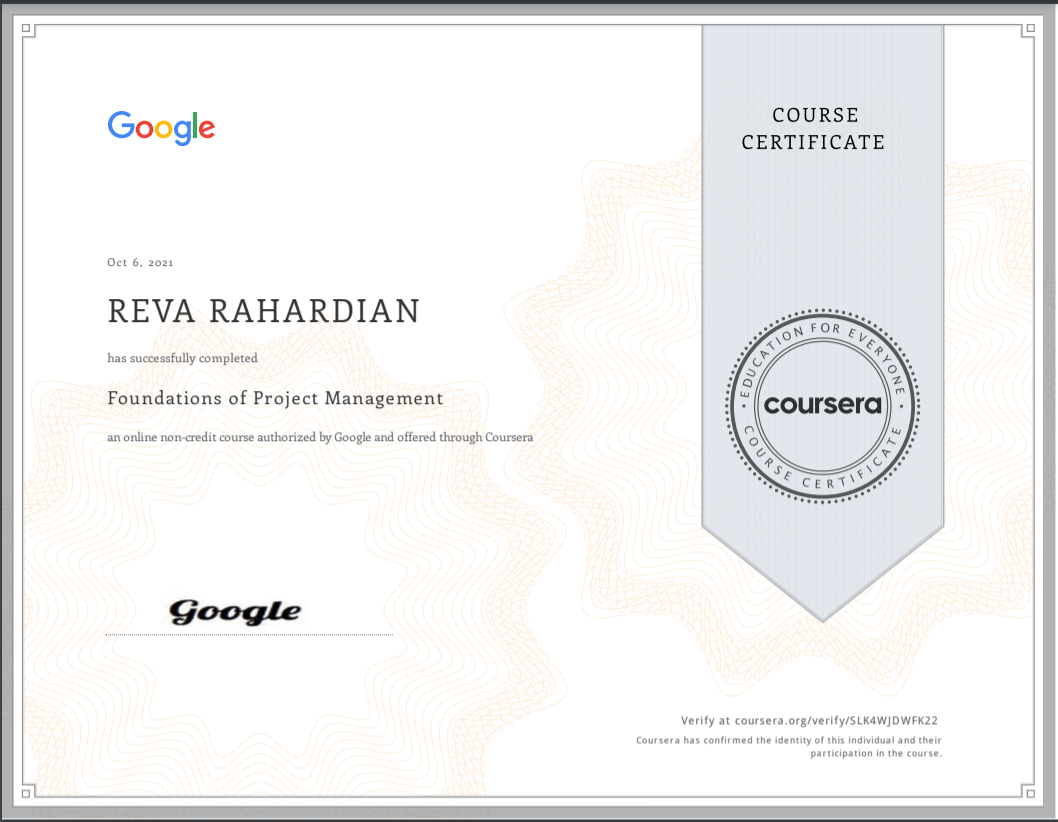 Google
COURSE
CERTIFICATE
Oct 6, 2021
REVA RAHARDIAN
has successfully completed
Foundations of Project Management
an online non-credit course authorized by Google and offered through Coursera
EDUCATION FOR EVERYONE
coursera
COURSE CERTIFICATE
Google
Verify at coursera.org/verify/SLK4WJDWFK22
Coursera has confirmed the identity of this individual and their
participation in the course.